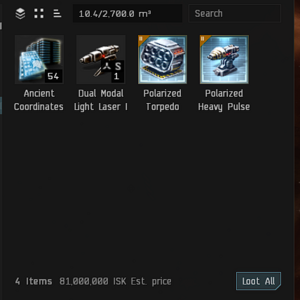 10.4/2,700.0 m³
Search
54
S
1
Ancient
Coordinates
Dual Modal
Light Laser I
Polarized
Torpedo
Polarized
Heavy Pulse
4 Items 81,000,000 ISK Est. price
Loot All